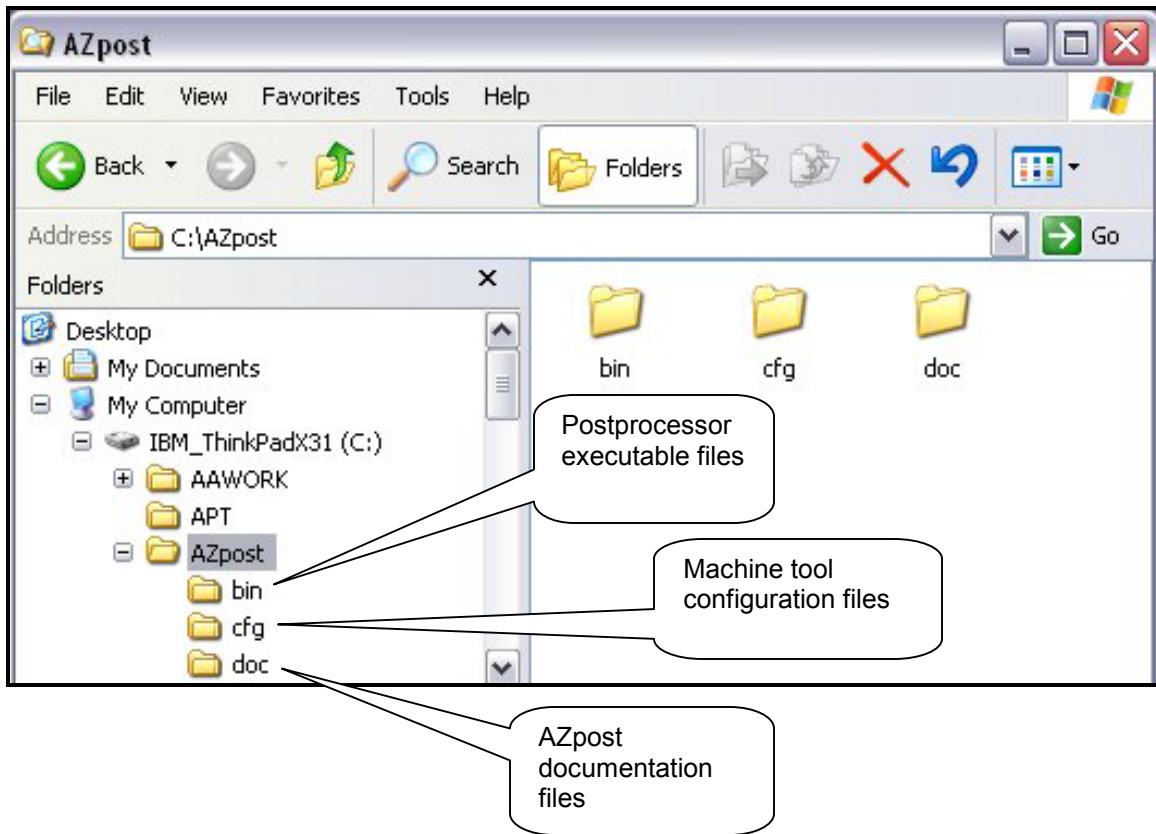 AZpost
File Edit View Favorites Tools Help
Back Search Folders
Address C:\AZpost Go
Folders
Desktop
My Documents
My Computer
IBM_ThinkPadX31 (C:)
AAWORK
APT
AZpost
bin
cfg
doc
bin cfg doc
Postprocessor
executable files
Machine tool
configuration files
AZpost
documentation
files